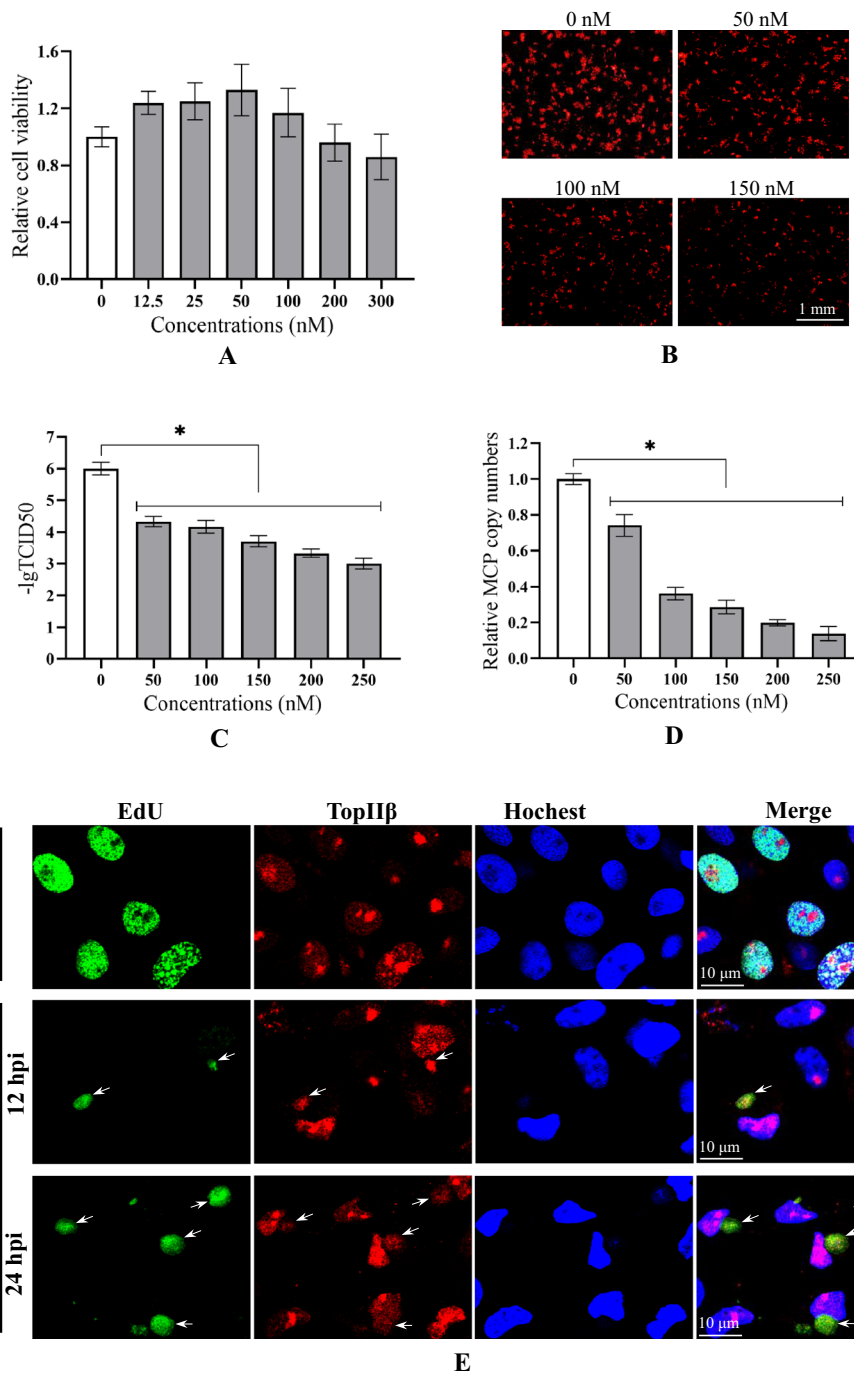 1.6
1.2
0.8
0.4
0.0
Relative cell viability
0 12.5 25 50 100 200 300
Concentrations (nM)
A
0 nM 50 nM
100 nM 150 nM
1 mm
B
7
6
5
4
3
2
1
0
-lgTCID50
*
0 50 100 150 200 250
Concentrations (nM)
C
1.2
1.0
0.8
0.6
0.4
0.2
0.0
Relative MCP copy numbers
*
0 50 100 150 200 250
Concentrations (nM)
D
EdU TopIIβ Hochest Merge
10 μm
12 hpi
10 μm
24 hpi
10 μm
E